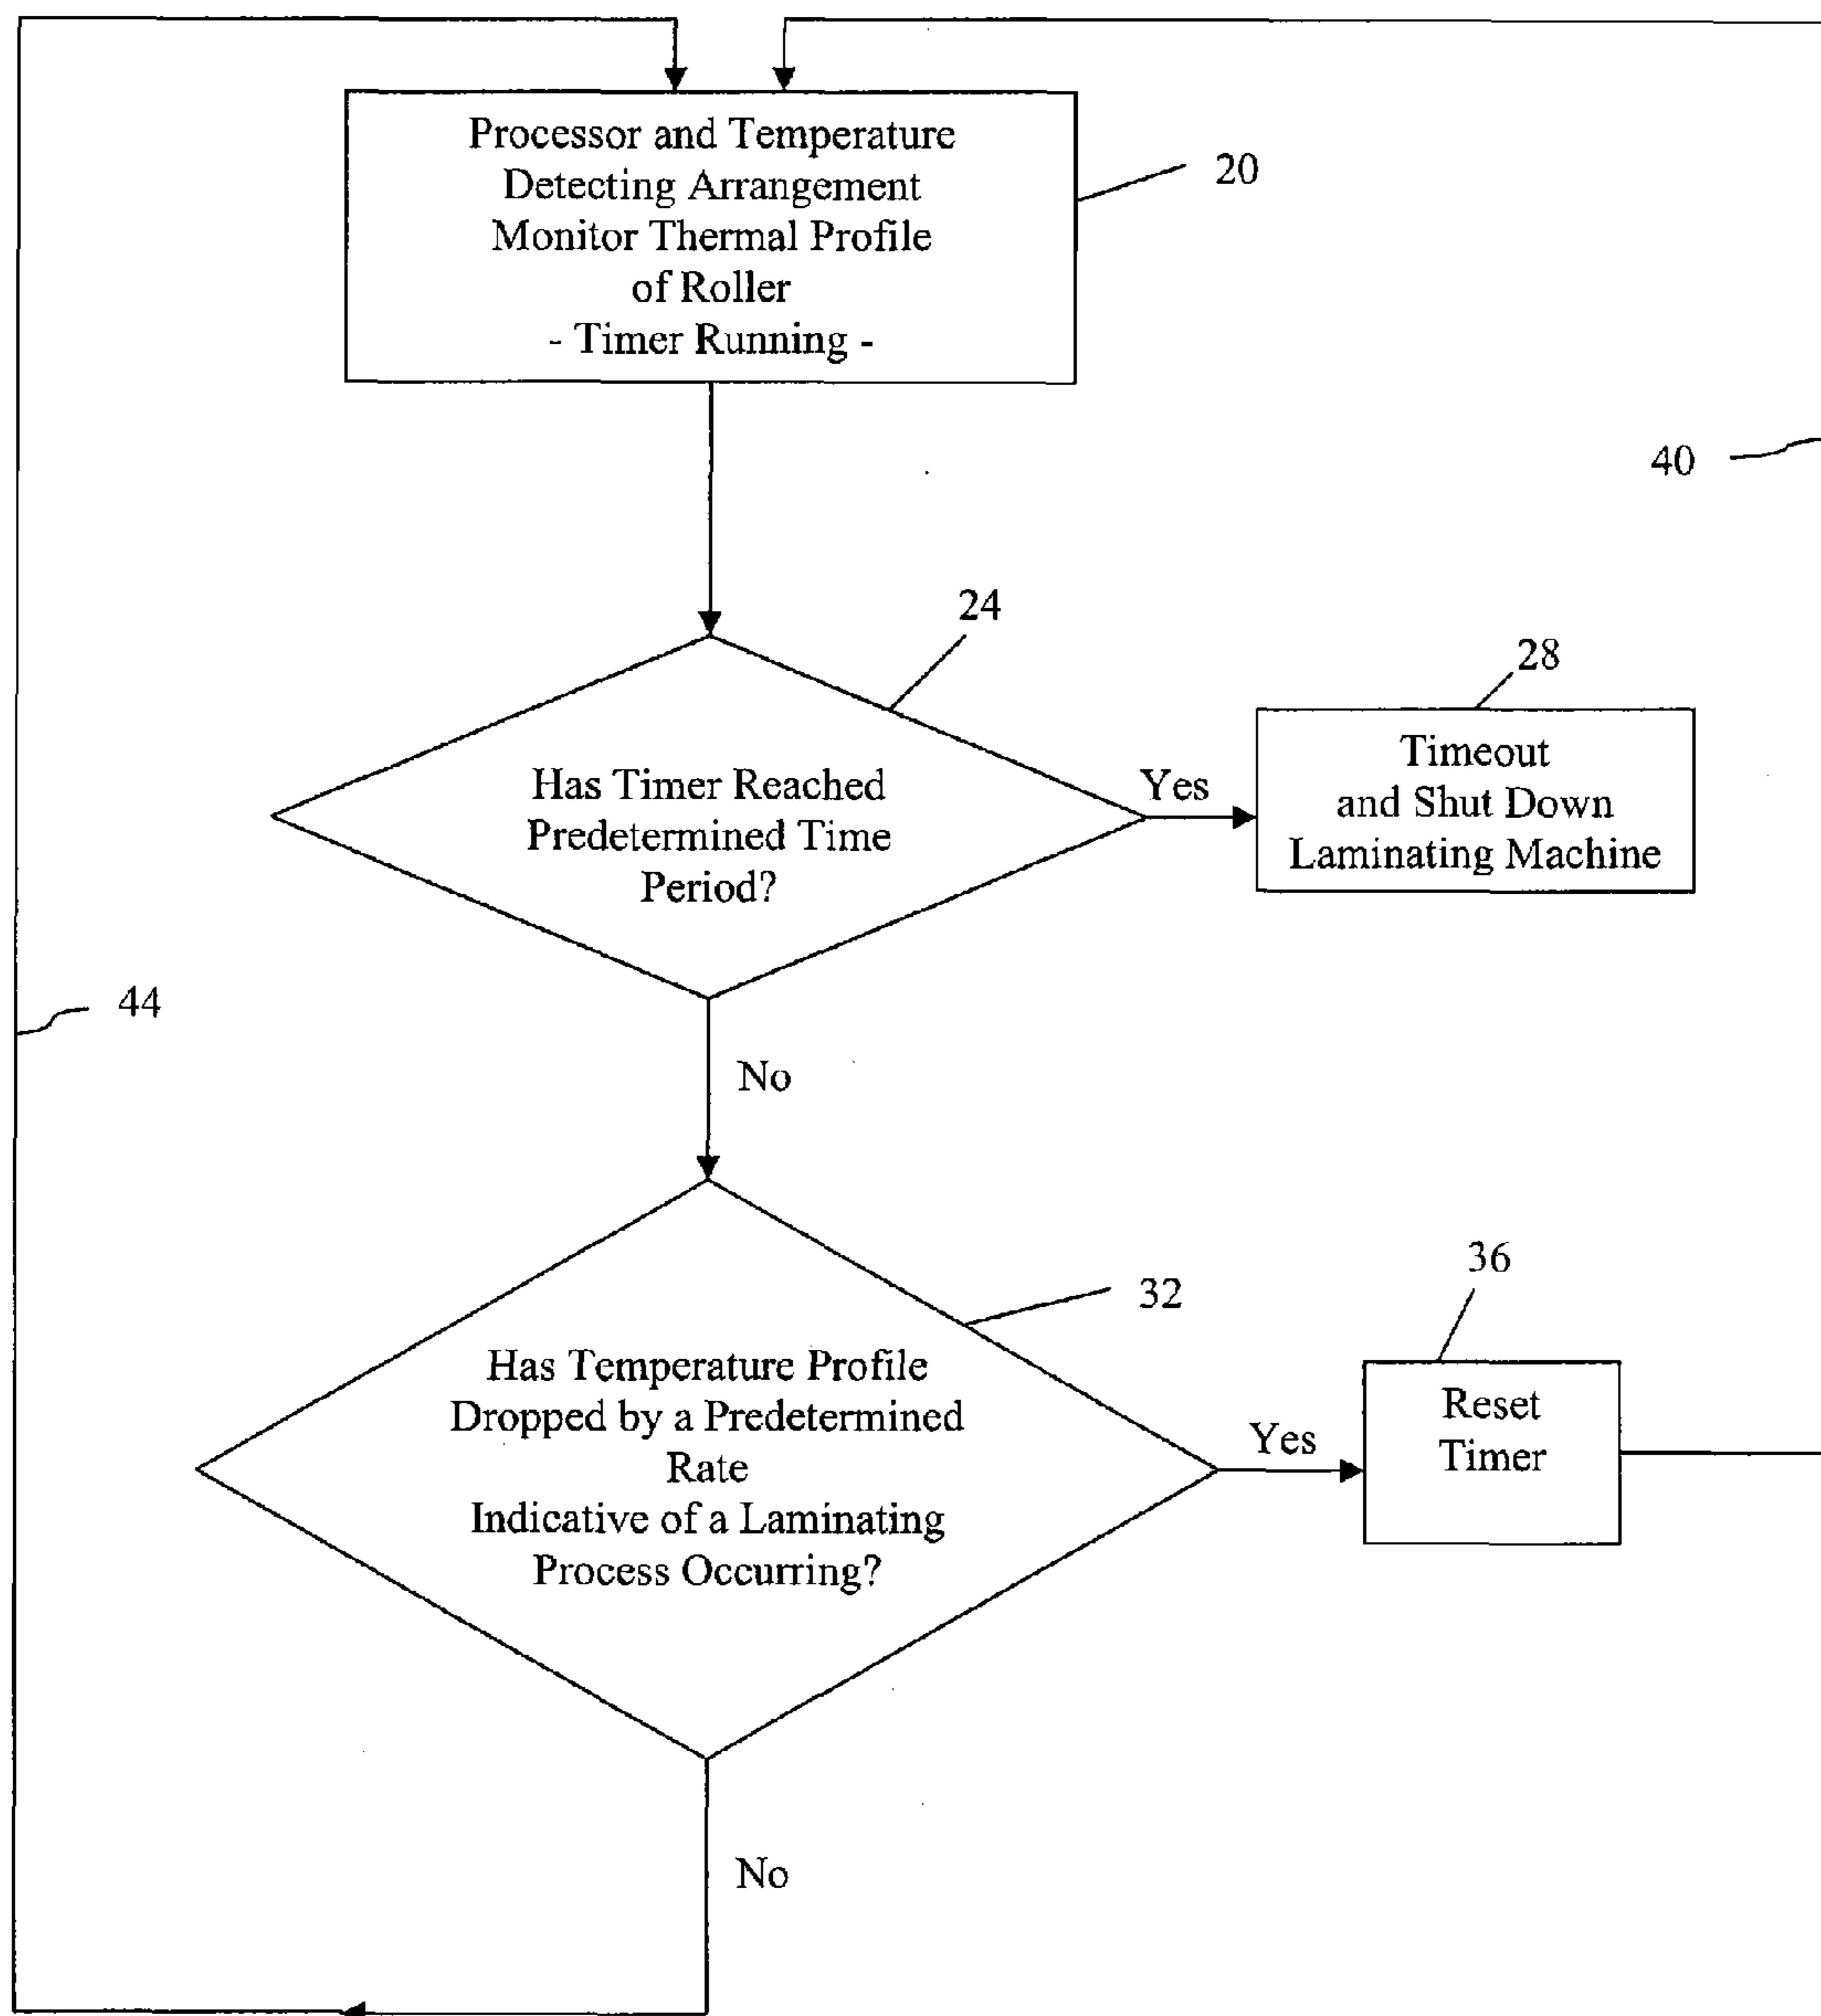 Processor and Temperature
Detecting Arrangement
Monitor Thermal Profile
of Roller
- Timer Running -
20
40
24
28
Has Timer Reached
Predetermined Time
Period?
Yes
Timeout
and Shut Down
Laminating Machine
44
No
32
36
Has Temperature Profile
Dropped by a Predetermined
Rate
Indicative of a Laminating
Process Occurring?
Yes
Reset
Timer
No